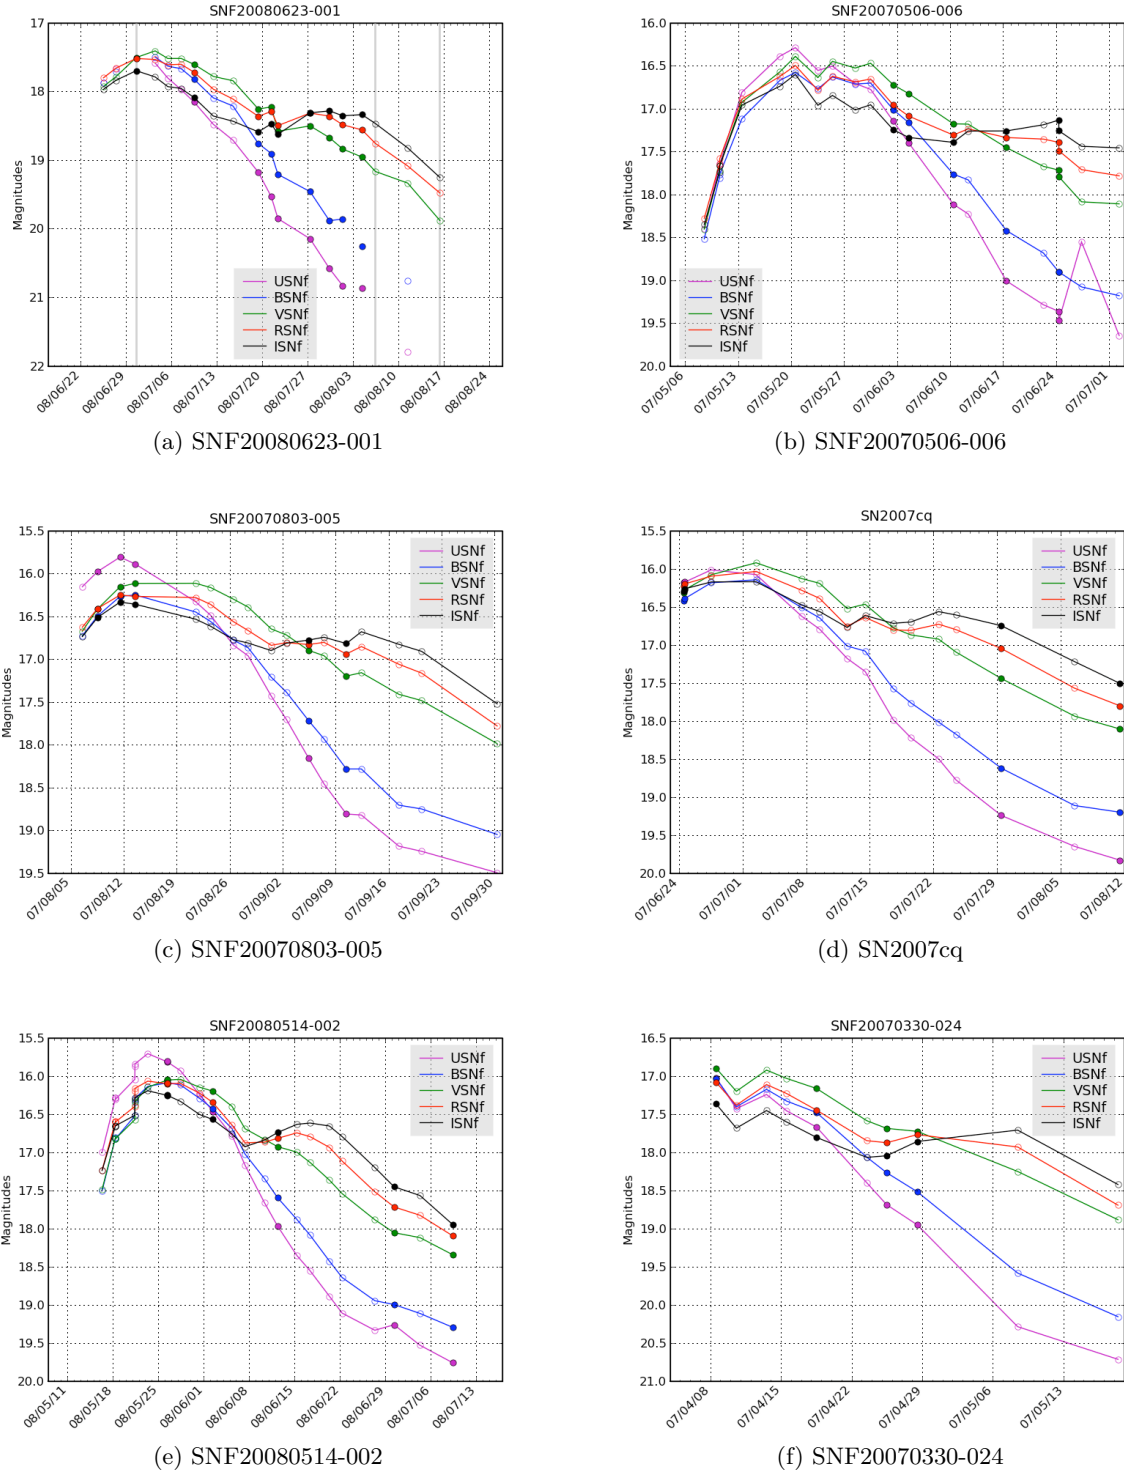 SNF20080623-001
17
18
19
20
21
22
Magnitudes
USNf
BSNf
VSNf
RSNf
ISNf
08/06/22
08/06/29
08/07/06
08/07/13
08/07/20
08/07/27
08/08/03
08/08/10
08/08/17
08/08/24
(a) SNF20080623-001
SNF20070506-006
16.0
16.5
17.0
17.5
18.0
18.5
19.0
19.5
20.0
Magnitudes
USNf
BSNf
VSNf
RSNf
ISNf
07/05/06
07/05/13
07/05/20
07/05/27
07/06/03
07/06/10
07/06/17
07/06/24
07/07/01
(b) SNF20070506-006
SNF20070803-005
15.5
16.0
16.5
17.0
17.5
18.0
18.5
19.0
19.5
Magnitudes
USNf
BSNf
VSNf
RSNf
ISNf
07/08/05
07/08/12
07/08/19
07/08/26
07/09/02
07/09/09
07/09/16
07/09/23
07/09/30
(c) SNF20070803-005
SN2007cq
15.5
16.0
16.5
17.0
17.5
18.0
18.5
19.0
19.5
20.0
Magnitudes
USNf
BSNf
VSNf
RSNf
ISNf
07/06/24
07/07/01
07/07/08
07/07/15
07/07/22
07/07/29
07/08/05
07/08/12
(d) SN2007cq
SNF20080514-002
15.5
16.0
16.5
17.0
17.5
18.0
18.5
19.0
19.5
20.0
Magnitudes
USNf
BSNf
VSNf
RSNf
ISNf
08/05/11
08/05/18
08/05/25
08/06/01
08/06/08
08/06/15
08/06/22
08/06/29
08/07/06
08/07/13
(e) SNF20080514-002
SNF20070330-024
16.5
17.0
17.5
18.0
18.5
19.0
19.5
20.0
20.5
21.0
Magnitudes
USNf
BSNf
VSNf
RSNf
ISNf
07/04/08
07/04/15
07/04/22
07/04/29
07/05/06
07/05/13
(f) SNF20070330-024